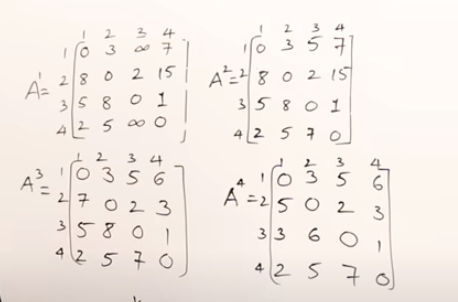 1 2 3 4
A¹= 1 [0 3 ∞ 7]
2 [8 0 2 15]
3 [5 8 0 1]
4 [2 5 ∞ 0]
1 2 3 4
A²= 1 [0 3 5 7]
2 [8 0 2 15]
3 [5 8 0 1]
4 [2 5 7 0]
1 2 3 4
A³= 1 [0 3 5 6]
2 [7 0 2 3]
3 [5 8 0 1]
4 [2 5 7 0]
1 2 3 4
A⁴= 1 [0 3 5 6]
2 [5 0 2 3]
3 [3 6 0 1]
4 [2 5 7 0]